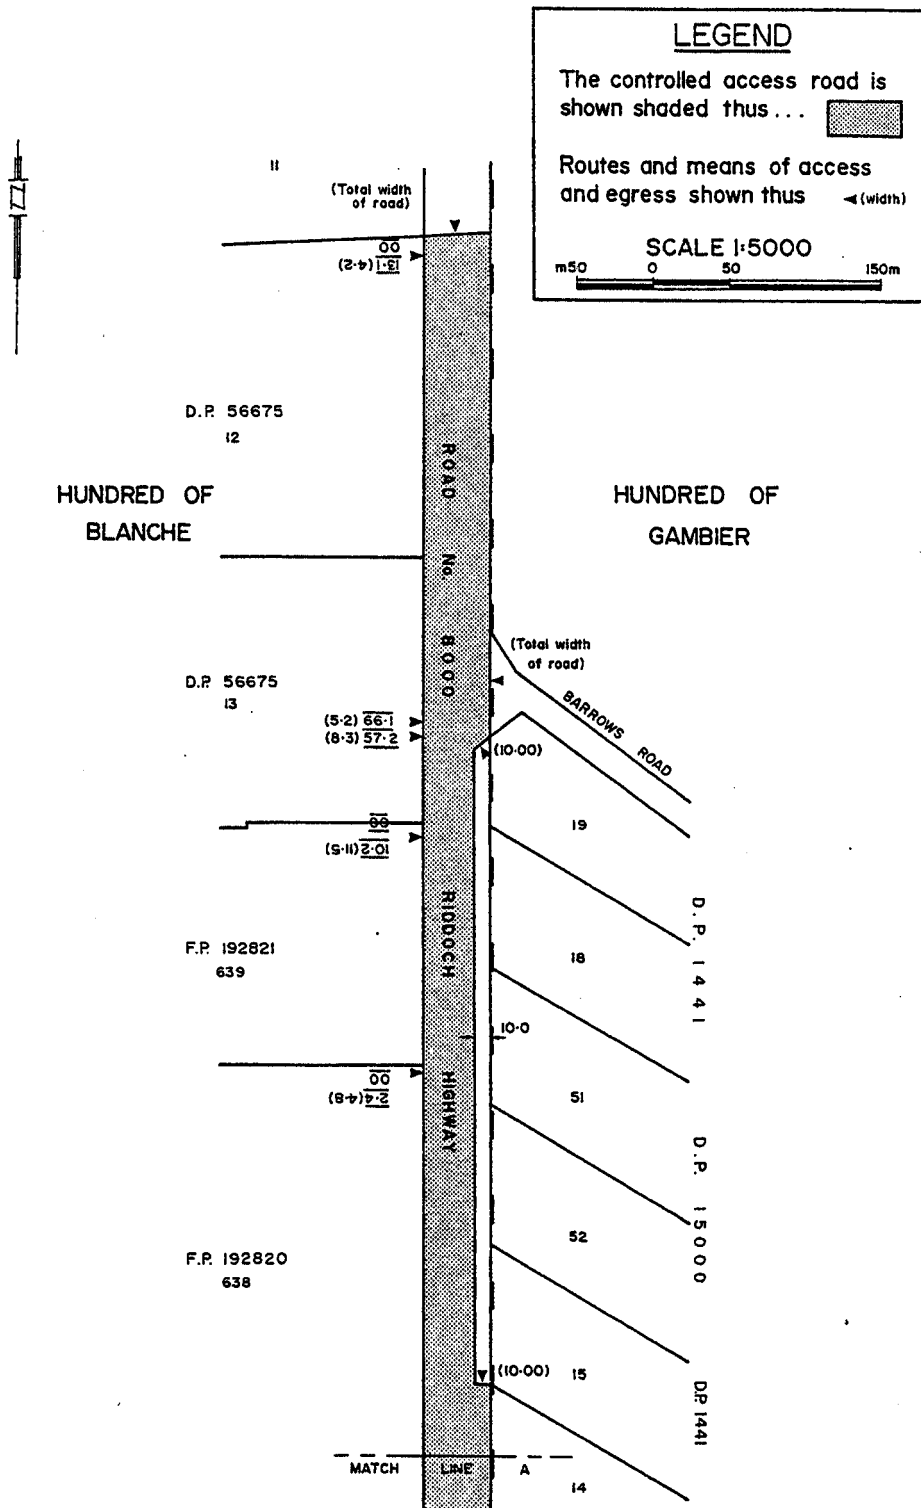 LEGEND
The controlled access road is
shown shaded thus ...
Routes and means of access
and egress shown thus ◄ (width)
SCALE 1:5000
m50 0 50 150m
N
11
(Total width
of road)
00
13·1 (4·2)
D.P. 56675
12
HUNDRED OF
BLANCHE
HUNDRED OF
GAMBIER
ROAD No. 8000
(Total width
of road)
BARROWS ROAD
D.P. 56675
13
(5·2) 66·1
(8·3) 57·2
(10·00)
00
10·2 (11·5)
19
D.P. 1441
RIDDOCH HIGHWAY
F.P. 192821
639
18
10·0
00
2·4 (4·8)
51
D.P. 15000
52
F.P. 192820
638
(10·00)
15
D.P. 1441
MATCH LINE A
14